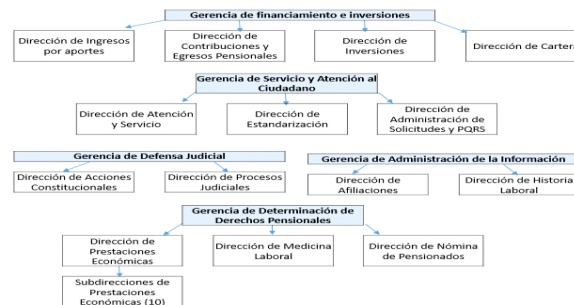 Gerencia de financiamiento e inversiones
Dirección de Ingresos
por aportes
Dirección de
Contribuciones y
Egresos Pensionales
Dirección de
Inversiones
Dirección de Cartera
Gerencia de Servicio y Atención al
Ciudadano
Dirección de Atención
y Servicio
Dirección de
Estandarización
Dirección de
Administración de
Solicitudes y PQRS
Gerencia de Defensa Judicial
Dirección de Acciones
Constitucionales
Dirección de Procesos
Judiciales
Gerencia de Administración de la Información
Dirección de
Afiliaciones
Dirección de Historia
Laboral
Gerencia de Determinación de
Derechos Pensionales
Dirección de
Prestaciones
Económicas
Dirección de Medicina
Laboral
Dirección de Nómina
de Pensionados
Subdirecciones de
Prestaciones
Económicas (10)